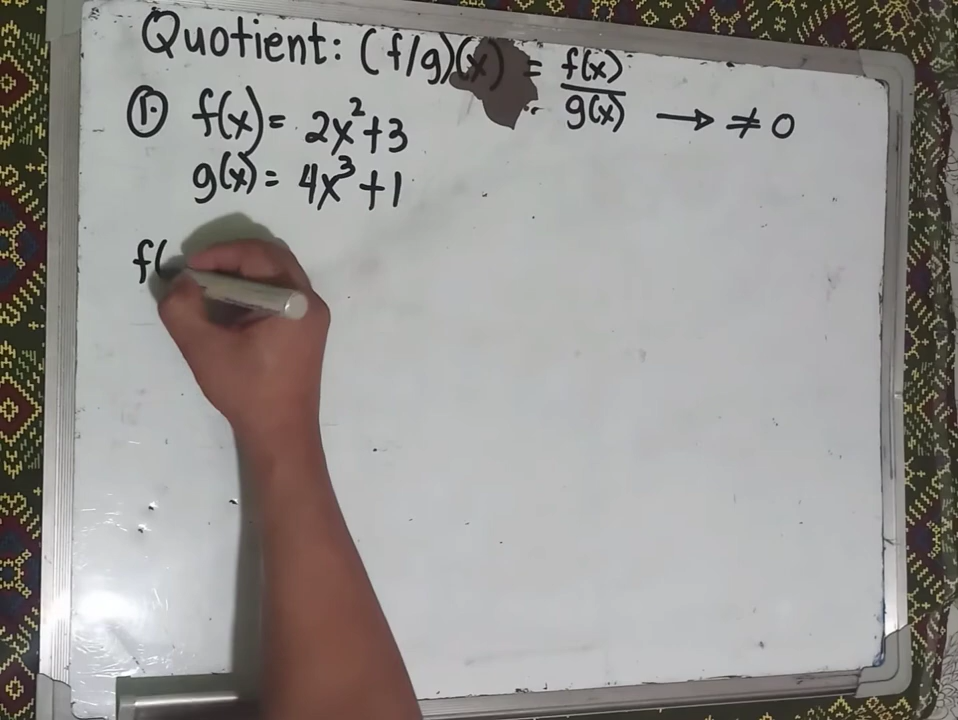 Quotient: (f/g)(x) = f(x)/g(x) → ≠ 0
① f(x) = 2x²+3
g(x) = 4x³+1
f(